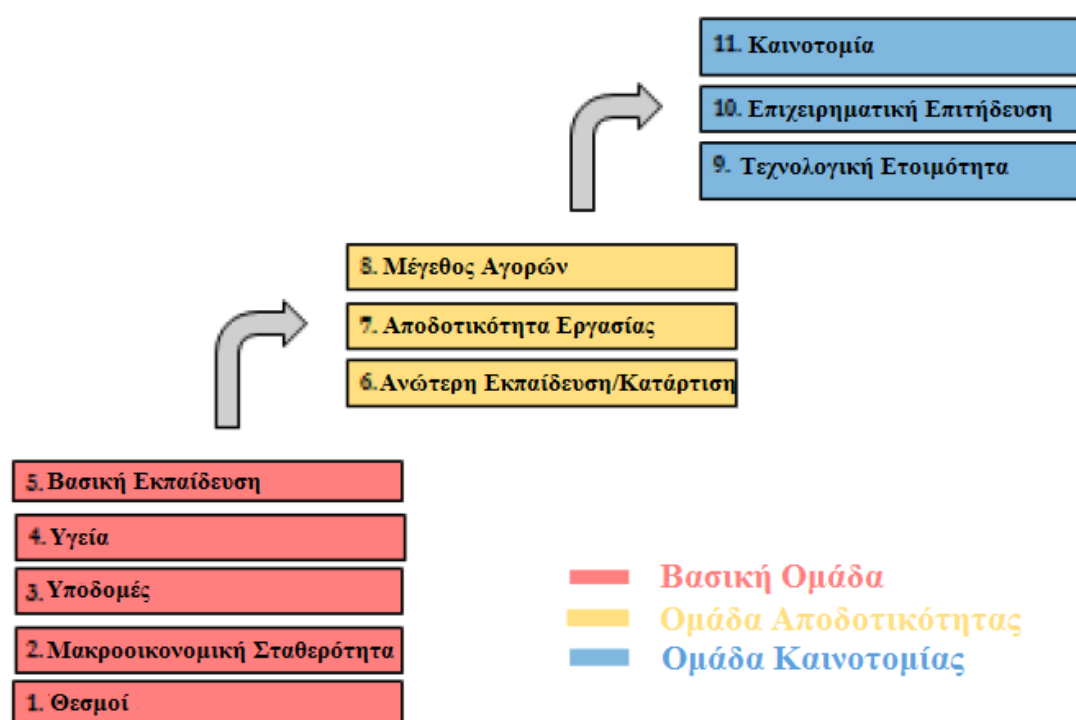 11. Καινοτομία
10. Επιχειρηματική Επιτήδευση
9. Τεχνολογική Ετοιμότητα
8. Μέγεθος Αγορών
7. Αποδοτικότητα Εργασίας
6. Ανώτερη Εκπαίδευση/Κατάρτιση
5. Βασική Εκπαίδευση
4. Υγεία
3. Υποδομές
2. Μακροοικονομική Σταθερότητα
1. Θεσμοί
Βασική Ομάδα
Ομάδα Αποδοτικότητας
Ομάδα Καινοτομίας